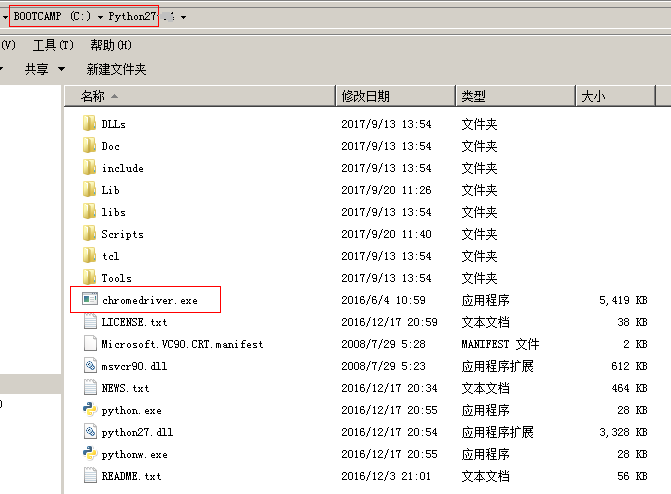 BOOTCAMP (C:) Python27
(V) 工具(T) 帮助(H)
共享 新建文件夹
名称 修改日期 类型 大小
DLLs 2017/9/13 13:54 文件夹
Doc 2017/9/13 13:54 文件夹
include 2017/9/13 13:54 文件夹
Lib 2017/9/20 11:26 文件夹
libs 2017/9/13 13:54 文件夹
Scripts 2017/9/20 11:40 文件夹
tcl 2017/9/13 13:54 文件夹
Tools 2017/9/13 13:54 文件夹
chromedriver.exe 2016/6/4 10:59 应用程序 5,419 KB
LICENSE.txt 2016/12/17 20:59 文本文档 38 KB
Microsoft.VC90.CRT.manifest 2008/7/29 5:28 MANIFEST 文件 2 KB
msvcr90.dll 2008/7/29 5:23 应用程序扩展 612 KB
NEWS.txt 2016/12/17 20:34 文本文档 464 KB
python.exe 2016/12/17 20:55 应用程序 28 KB
python27.dll 2016/12/17 20:54 应用程序扩展 3,328 KB
pythonw.exe 2016/12/17 20:55 应用程序 28 KB
README.txt 2016/12/3 21:01 文本文档 56 KB